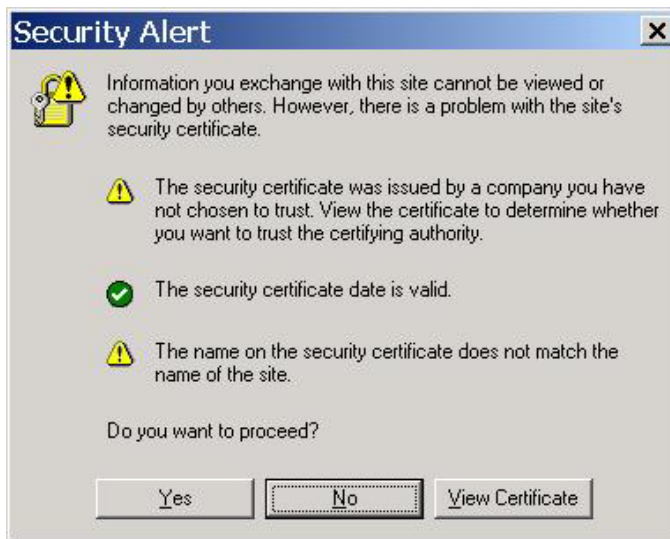 Security Alert
Information you exchange with this site cannot be viewed or
changed by others. However, there is a problem with the site's
security certificate.
The security certificate was issued by a company you have
not chosen to trust. View the certificate to determine whether
you want to trust the certifying authority.
The security certificate date is valid.
The name on the security certificate does not match the
name of the site.
Do you want to proceed?
Yes
No
View Certificate